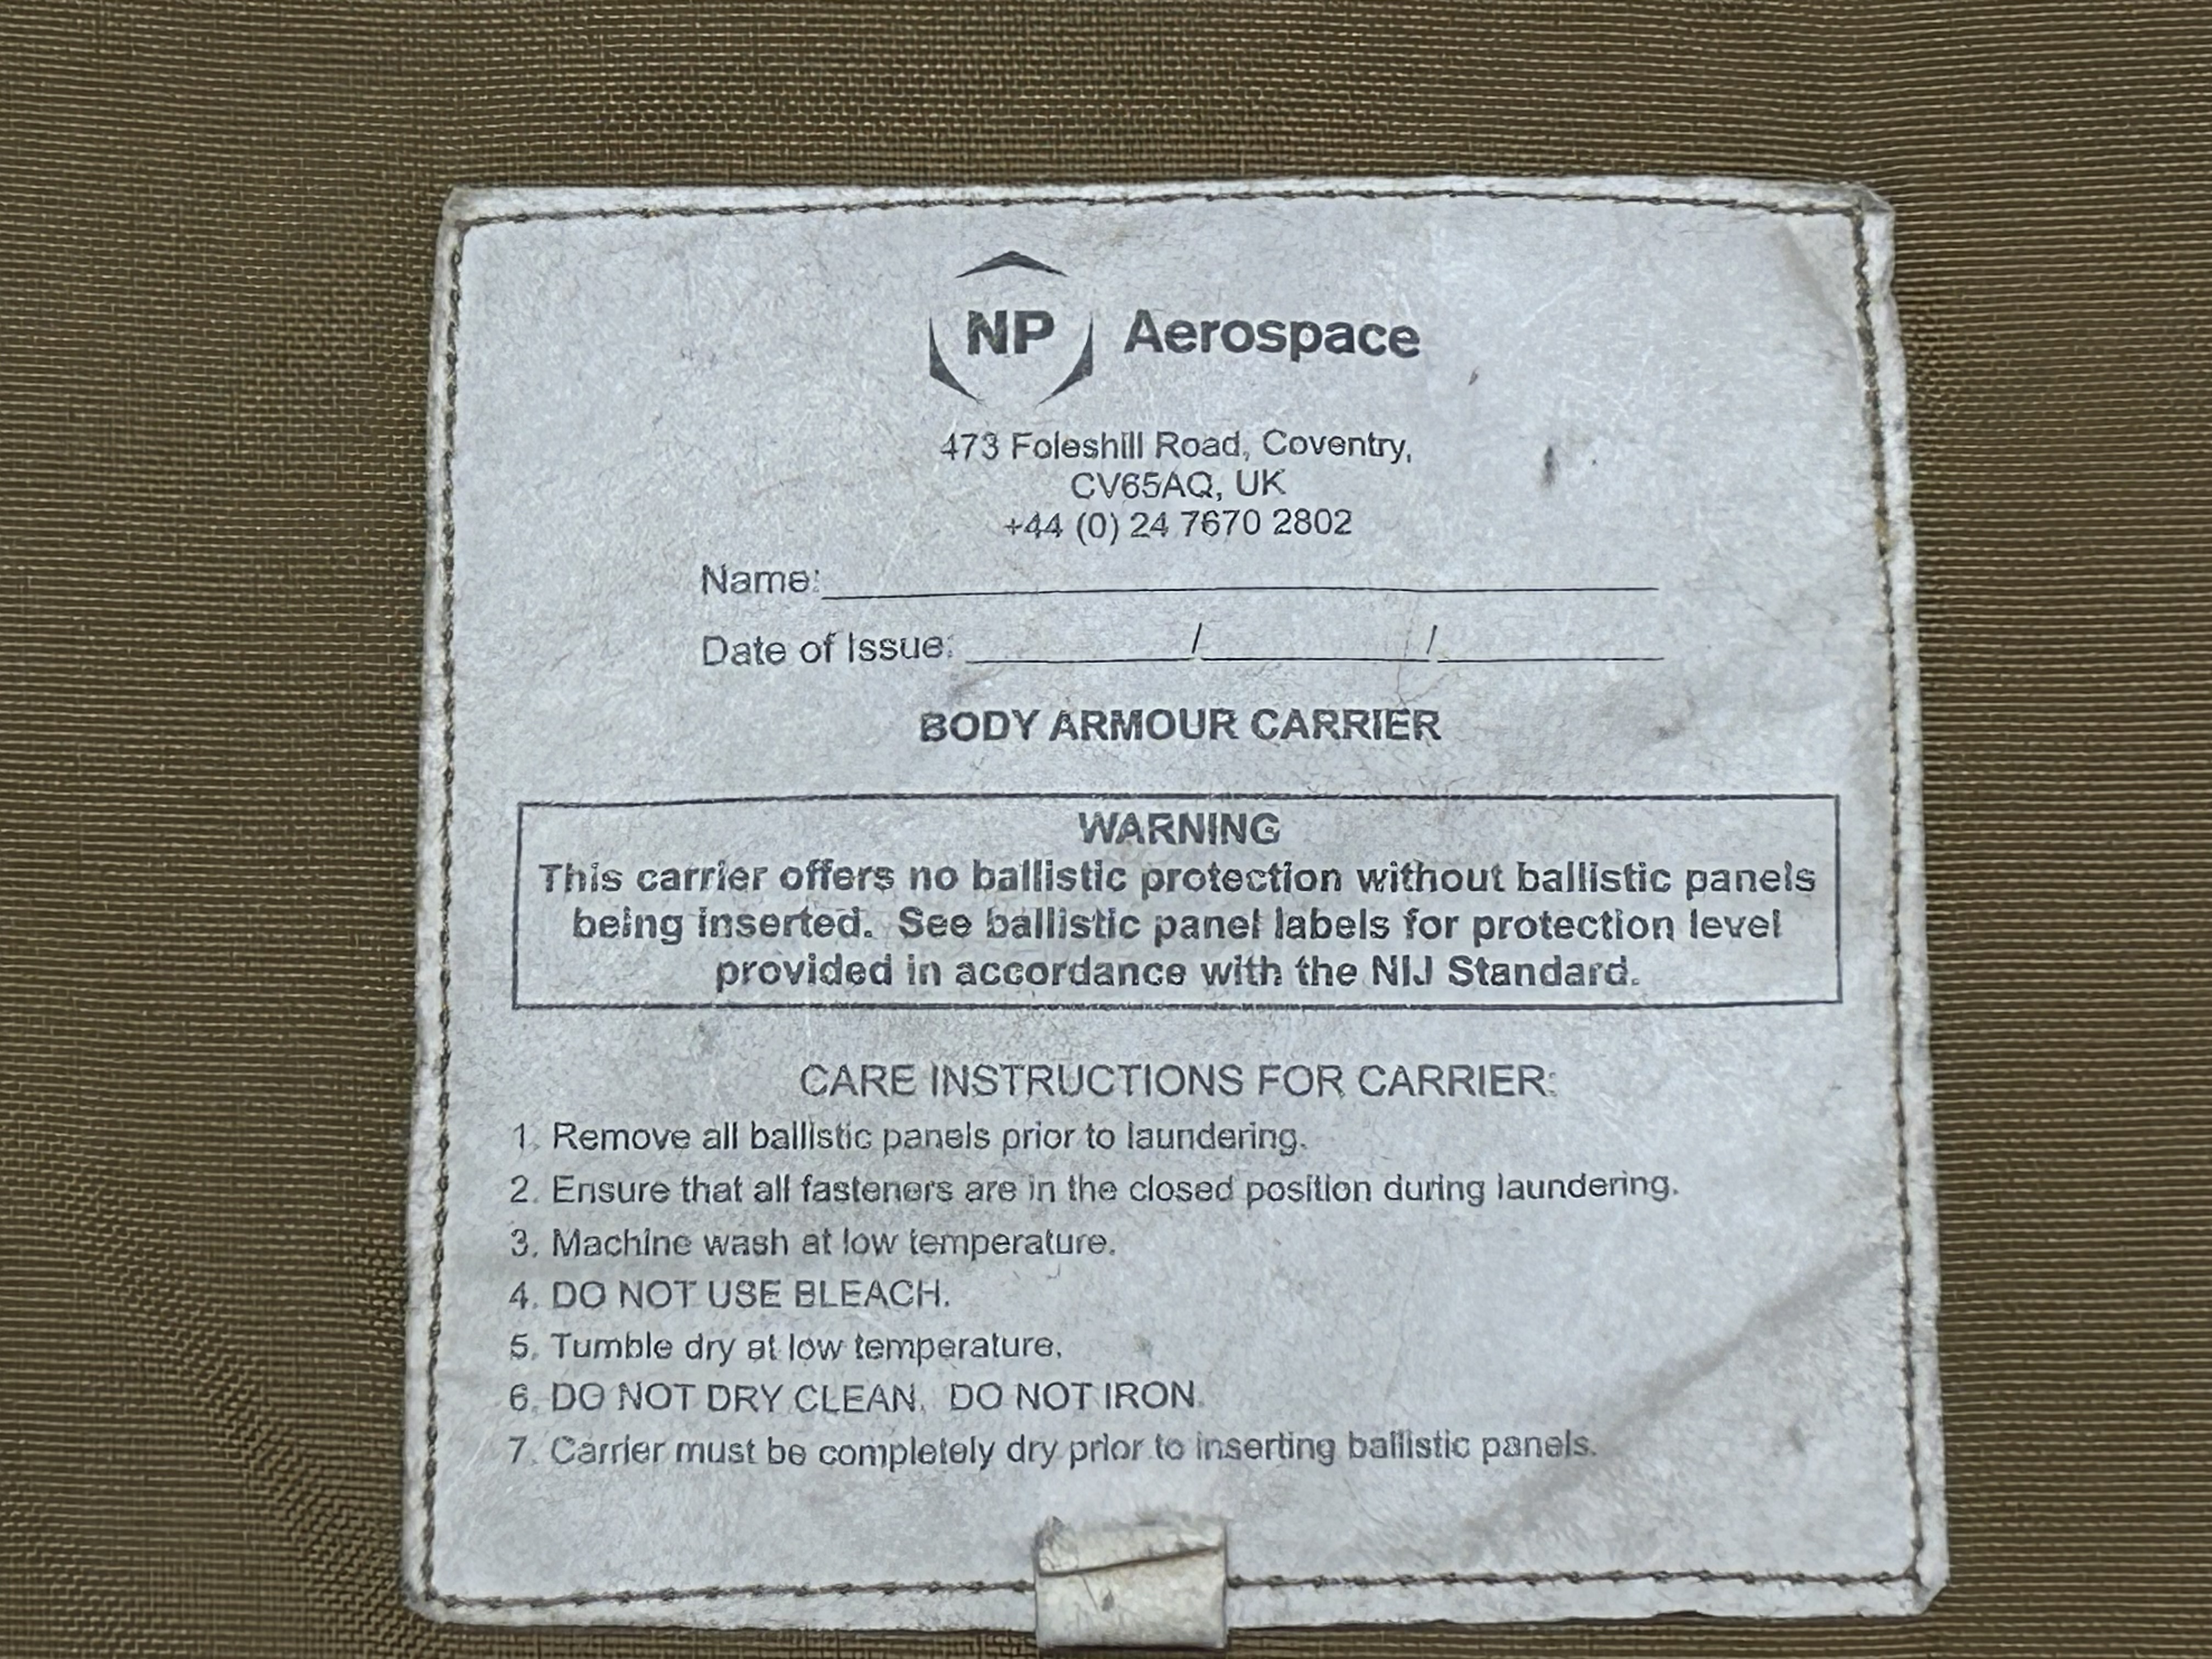 NP Aerospace
473 Foleshill Road, Coventry,
CV65AQ, UK
+44 (0) 24 7670 2802
Name:
Date of Issue: / /
BODY ARMOUR CARRIER
WARNING
This carrier offers no ballistic protection without ballistic panels
being inserted. See ballistic panel labels for protection level
provided in accordance with the NIJ Standard.
CARE INSTRUCTIONS FOR CARRIER:
1. Remove all ballistic panels prior to laundering.
2. Ensure that all fasteners are in the closed position during laundering.
3. Machine wash at low temperature.
4. DO NOT USE BLEACH.
5. Tumble dry at low temperature.
6. DO NOT DRY CLEAN. DO NOT IRON.
7. Carrier must be completely dry prior to inserting ballistic panels.